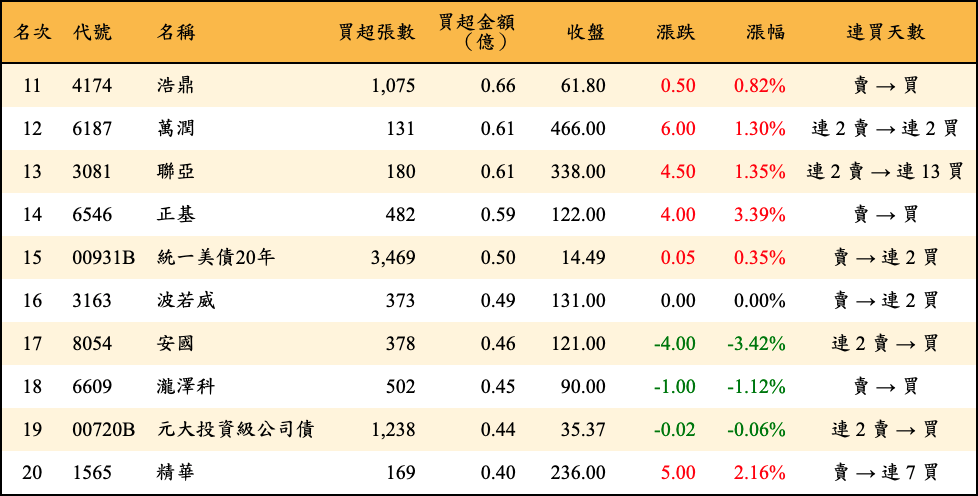 名次 代號 名稱 買超張數 買超金額（億） 收盤 漲跌 漲幅 連買天數
11 4174 浩鼎 1,075 0.66 61.80 0.50 0.82% 賣 → 買
12 6187 萬潤 131 0.61 466.00 6.00 1.30% 連 2 賣 → 連 2 買
13 3081 聯亞 180 0.61 338.00 4.50 1.35% 連 2 賣 → 連 13 買
14 6546 正基 482 0.59 122.00 4.00 3.39% 賣 → 買
15 00931B 統一美債20年 3,469 0.50 14.49 0.05 0.35% 賣 → 連 2 買
16 3163 波若威 373 0.49 131.00 0.00 0.00% 賣 → 連 2 買
17 8054 安國 378 0.46 121.00 -4.00 -3.42% 連 2 賣 → 買
18 6609 瀧澤科 502 0.45 90.00 -1.00 -1.12% 賣 → 買
19 00720B 元大投資級公司債 1,238 0.44 35.37 -0.02 -0.06% 連 2 賣 → 買
20 1565 精華 169 0.40 236.00 5.00 2.16% 賣 → 連 7 買